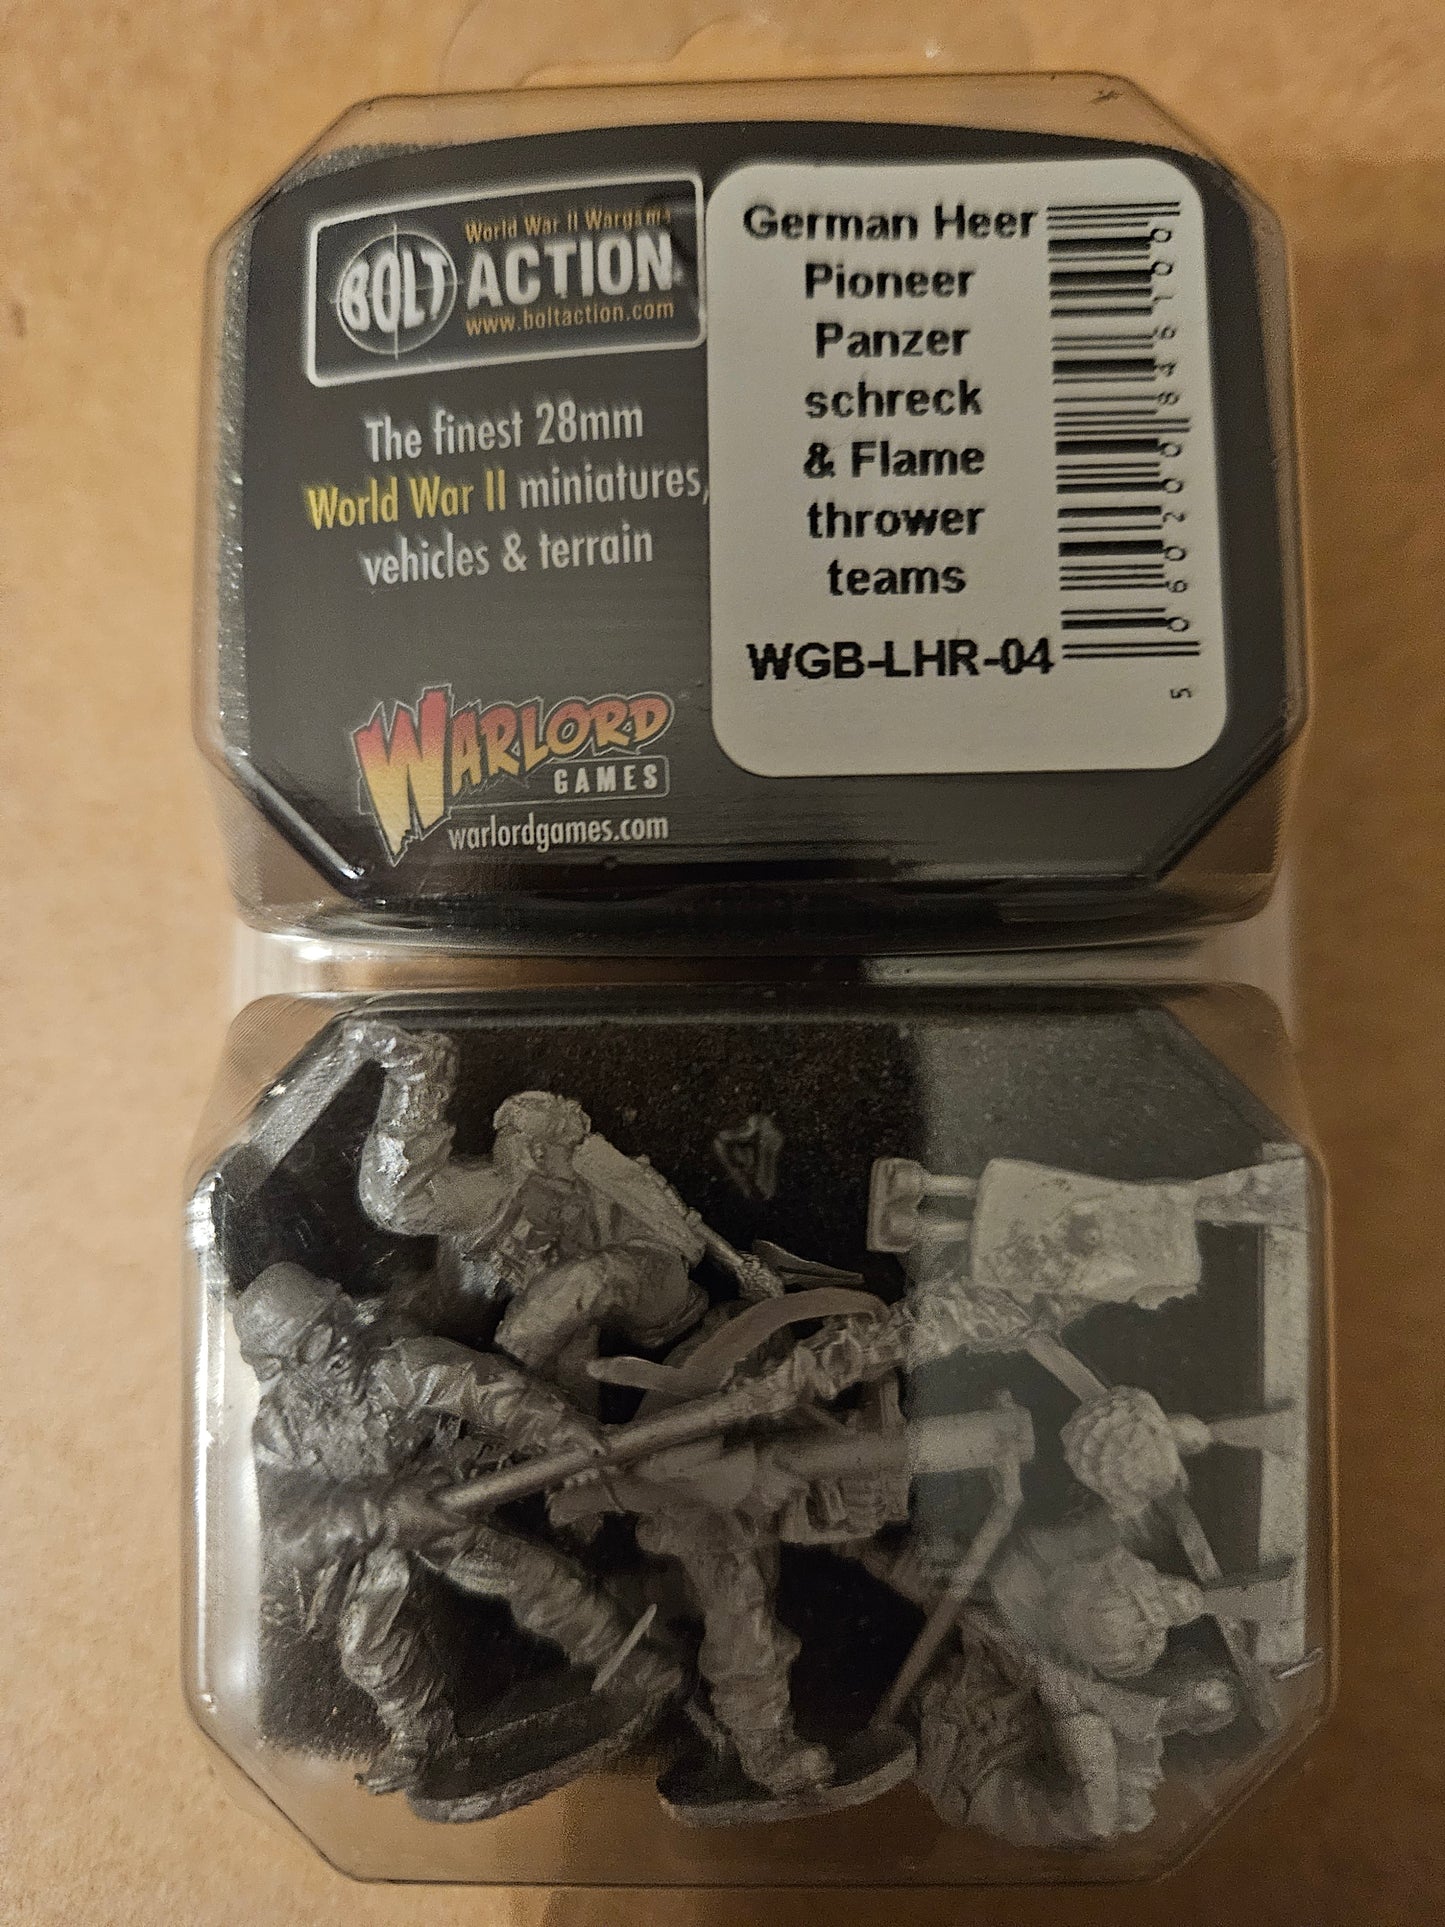 World War II Wargame
BOLT ACTION
www.boltaction.com
The finest 28mm
World War II miniatures,
vehicles & terrain
WARLORD
GAMES
warlordgames.com
German Heer
Pioneer
Panzer
schreck
& Flame
thrower
teams
WGB-LHR-04